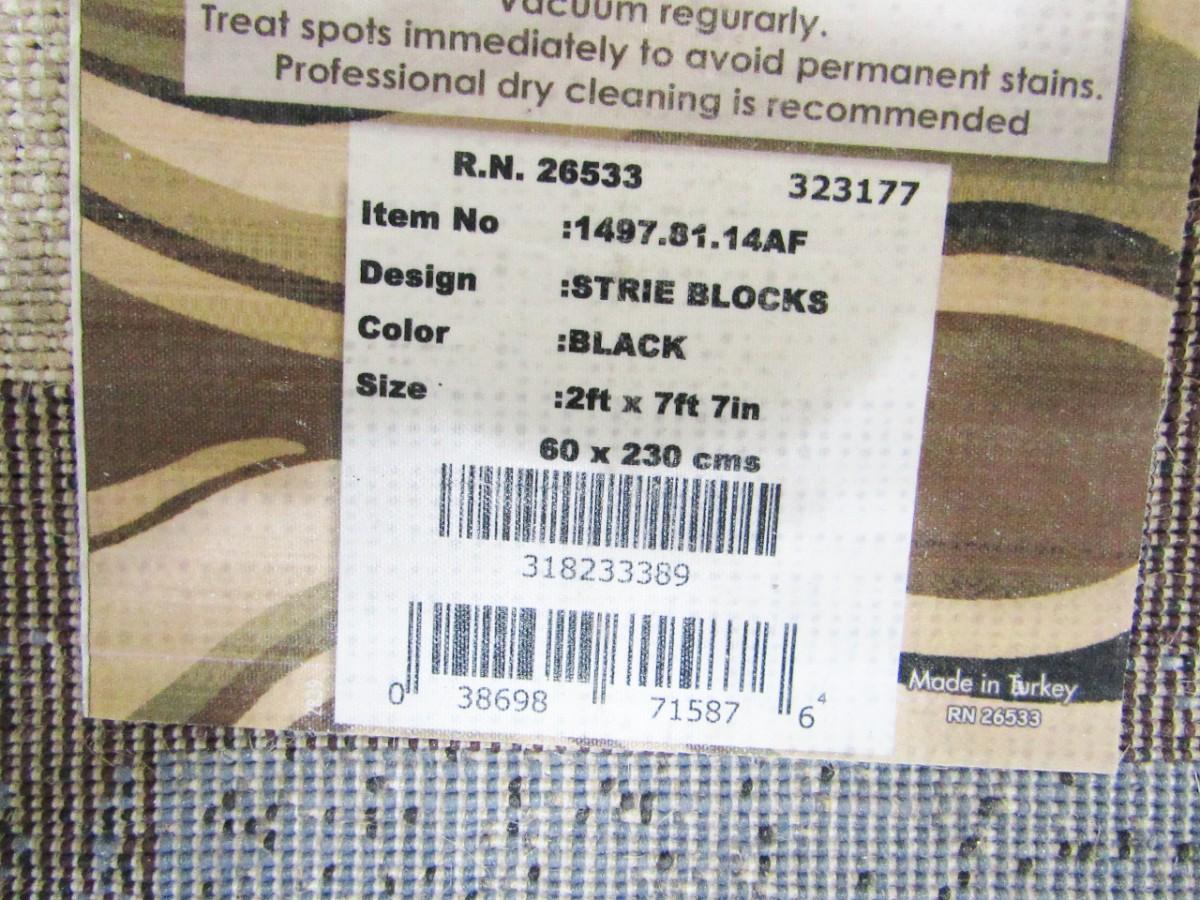 Vacuum regurarly.
Treat spots immediately to avoid permanent stains.
Professional dry cleaning is recommended
R.N. 26533 323177
Item No :1497.81.14AF
Design :STRIE BLOCKS
Color :BLACK
Size :2ft x 7ft 7in
60 x 230 cms
318233389
0 38698 71587 6 4
Made in Turkey
RN 26533